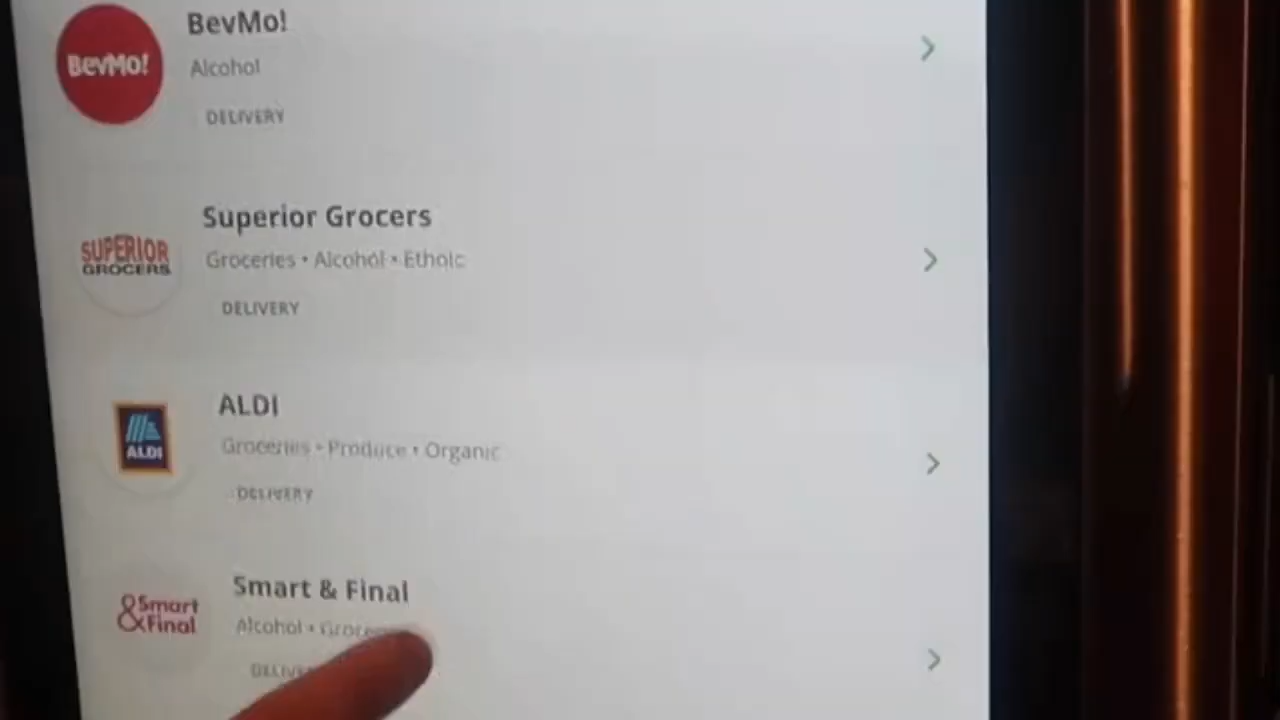 BevMo!
BevMo!
Alcohol
DELIVERY
Superior Grocers
SUPERIOR
GROCERS
Groceries • Alcohol • Ethnic
DELIVERY
ALDI
ALDI
Groceries • Produce • Organic
DELIVERY
Smart & Final
&Smart
Final
Alcohol •